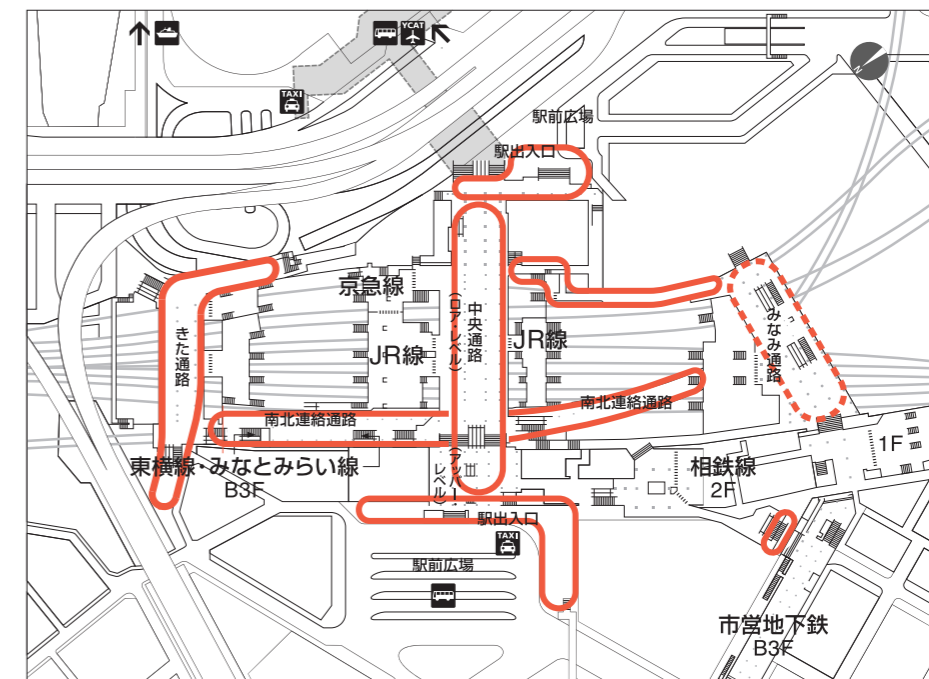 YCAT
TAXI
N
駅前広場
駅出入口
京急線
JR線
きた通路
中央通路
(ロア・レベル)
JR線
みなみ通路
南北連絡通路
南北連絡通路
東横線・みなとみらい線
B3F
(アッパー・
レベル)
相鉄線
2F
1F
駅出入口
TAXI
駅前広場
市営地下鉄
B3F